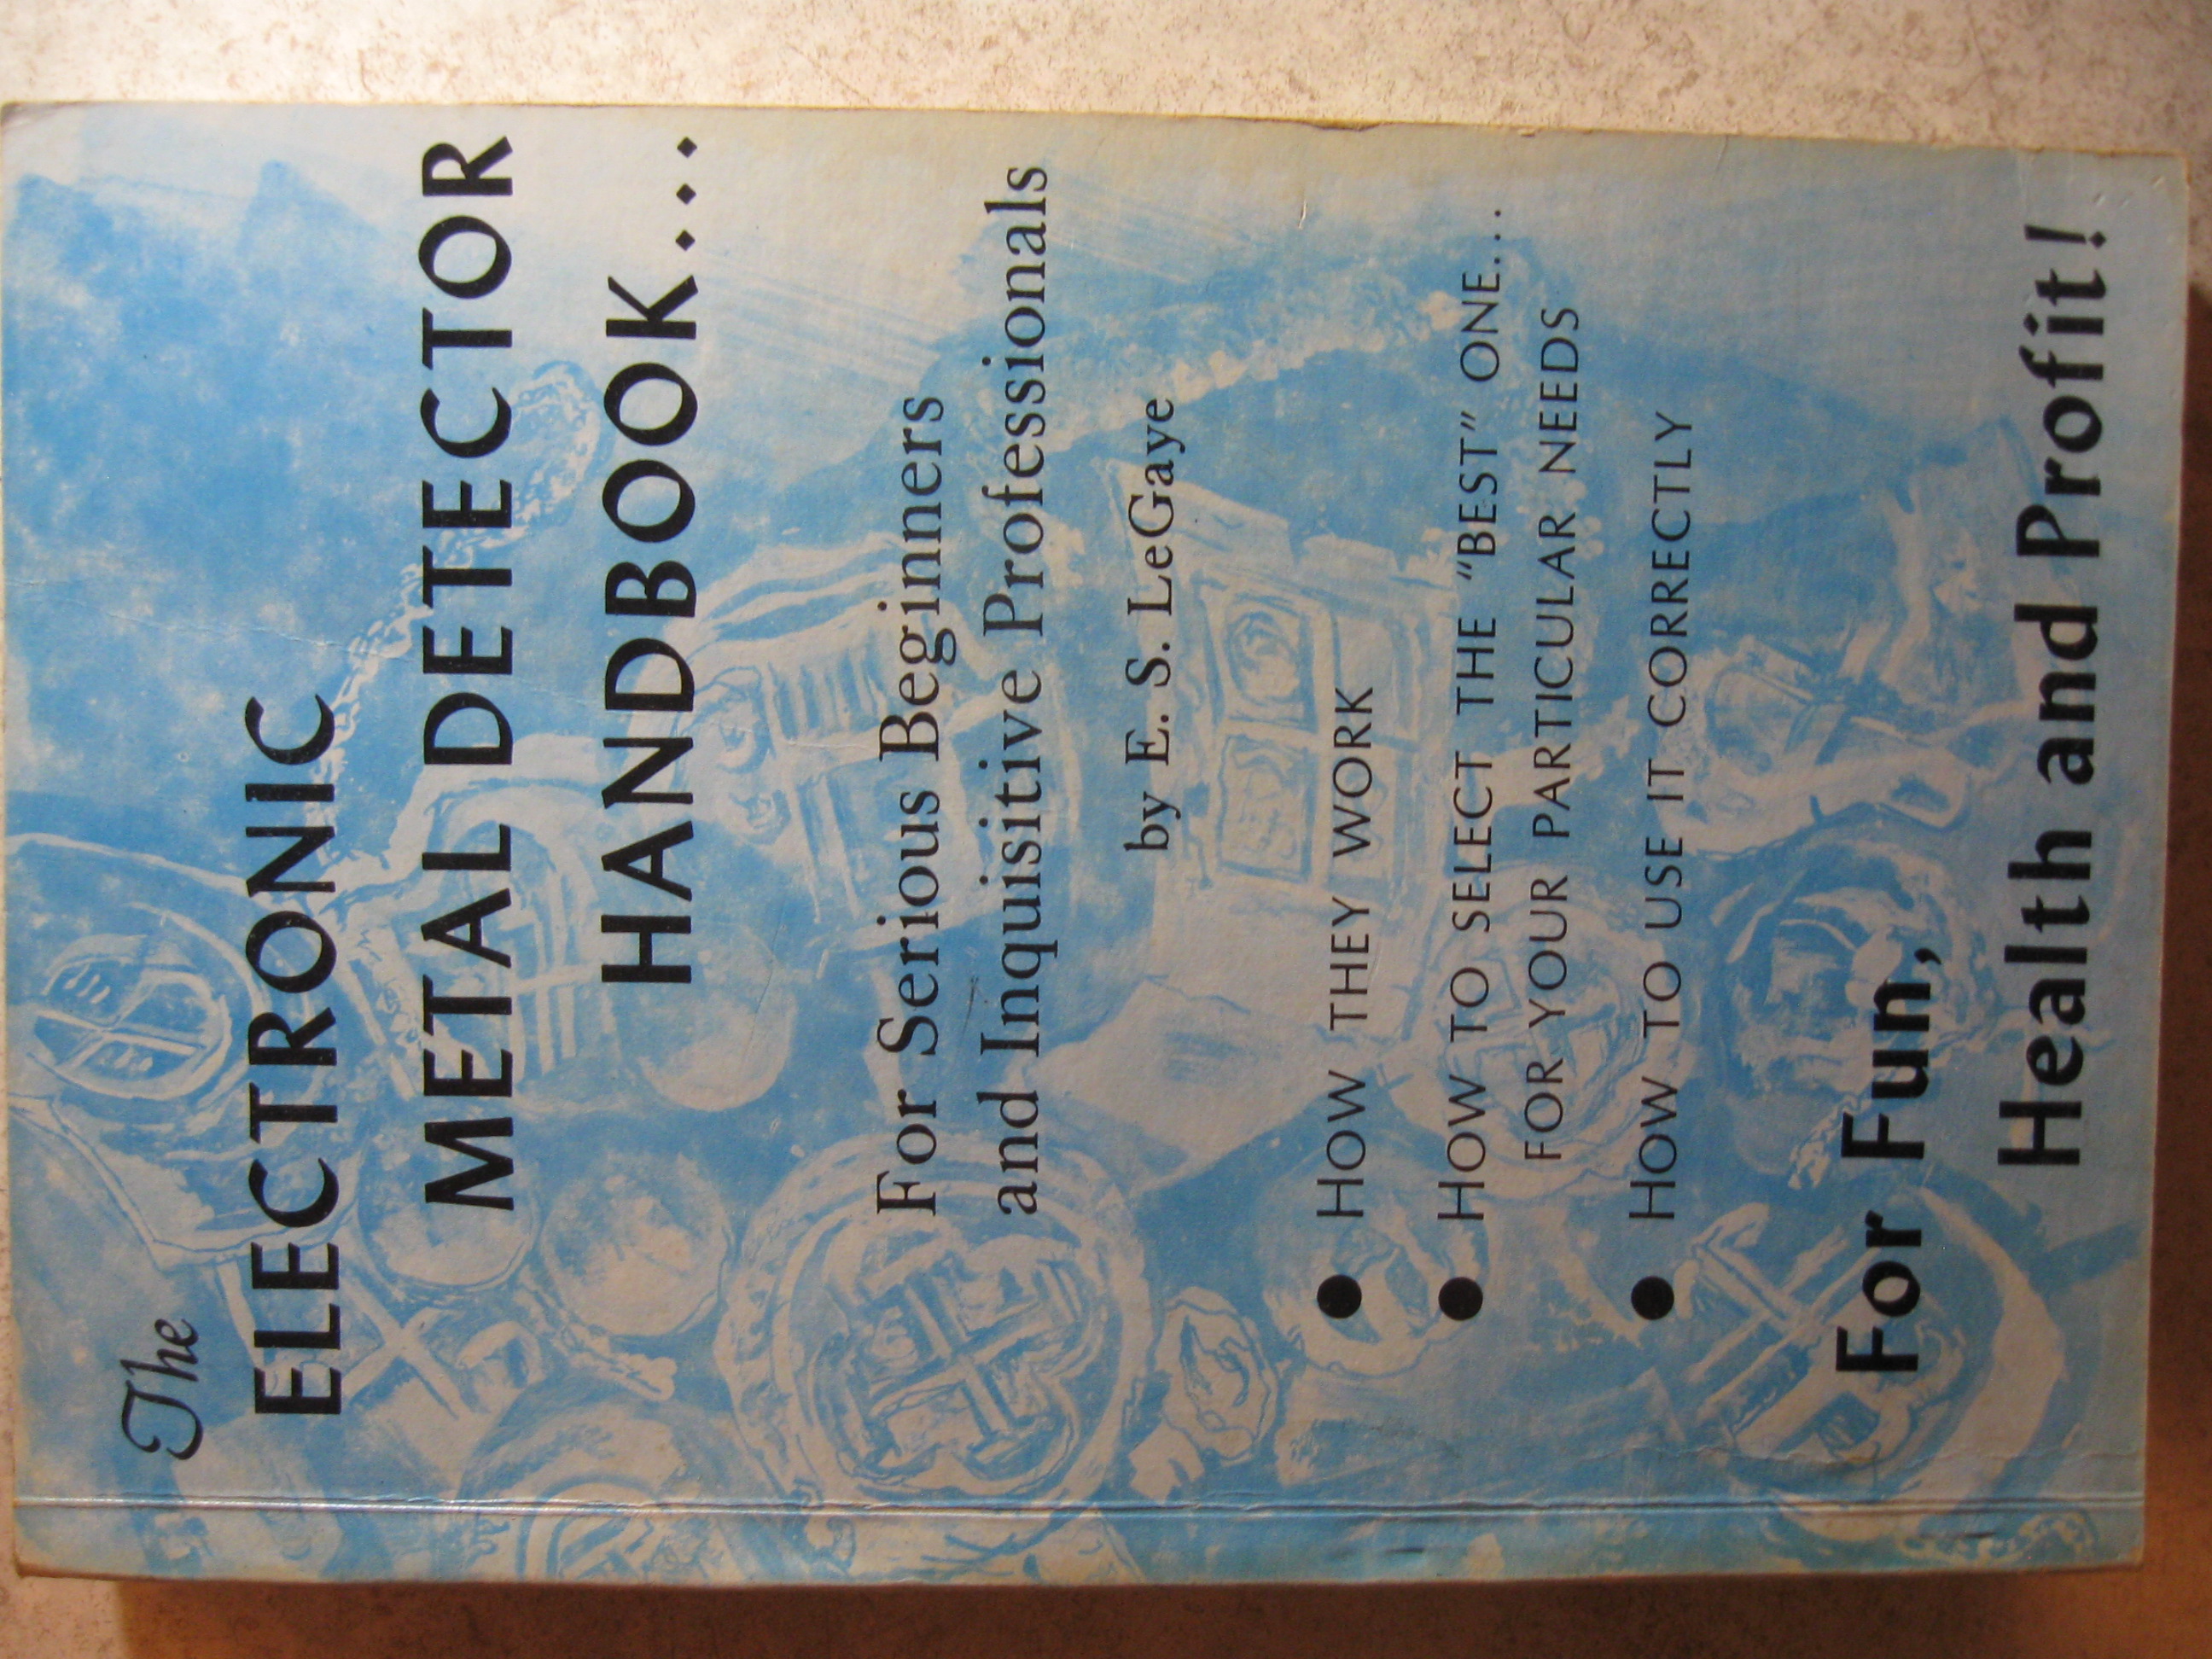 The
ELECTRONIC
METAL DETECTOR
HANDBOOK...
For Serious Beginners
and Inquisitive Professionals
by E. S. LeGaye
● HOW THEY WORK
● HOW TO SELECT THE "BEST" ONE...
FOR YOUR PARTICULAR NEEDS
● HOW TO USE IT CORRECTLY
For Fun,
Health and Profit!